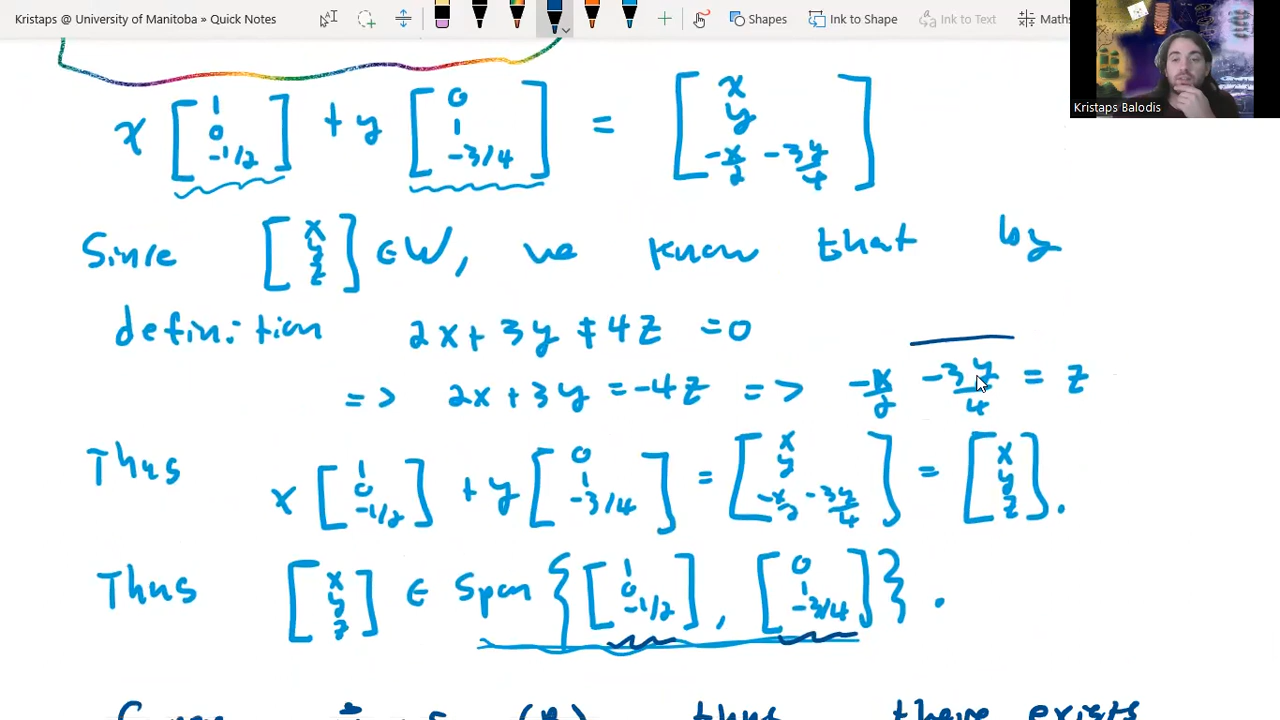 Kristaps @ University of Manitoba » Quick Notes Shapes Ink to Shape Ink to Text Maths
Kristaps Balodis
x [1 0 -1/2] + y [0 1 -3/4] = [x y -x/2 -3y/4]
Since [x y z] ∈ W, we know that by
definition 2x + 3y + 4z = 0
=> 2x + 3y = -4z => -x/2 -3y/4 = z
Thus x [1 0 -1/2] + y [0 1 -3/4] = [x y -x/2 -3y/4] = [x y z].
Thus [x y z] ∈ Span {[1 0 -1/2], [0 1 -3/4]}.
thus there exists